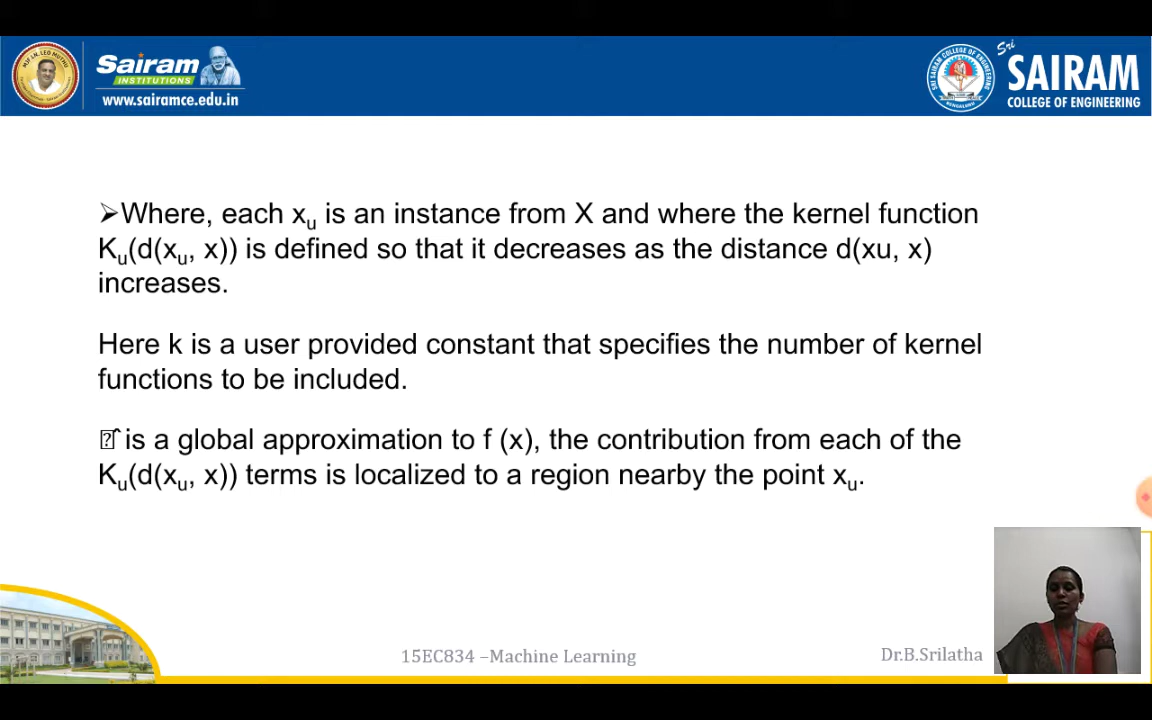 Sairam
INSTITUTIONS
www.sairamce.edu.in
Sri
SAIRAM
COLLEGE OF ENGINEERING
➢Where, each xu is an instance from X and where the kernel function
Ku(d(xu, x)) is defined so that it decreases as the distance d(xu, x)
increases.
Here k is a user provided constant that specifies the number of kernel
functions to be included.
is a global approximation to f (x), the contribution from each of the
Ku(d(xu, x)) terms is localized to a region nearby the point xu.
15EC834 –Machine Learning
Dr.B.Srilatha